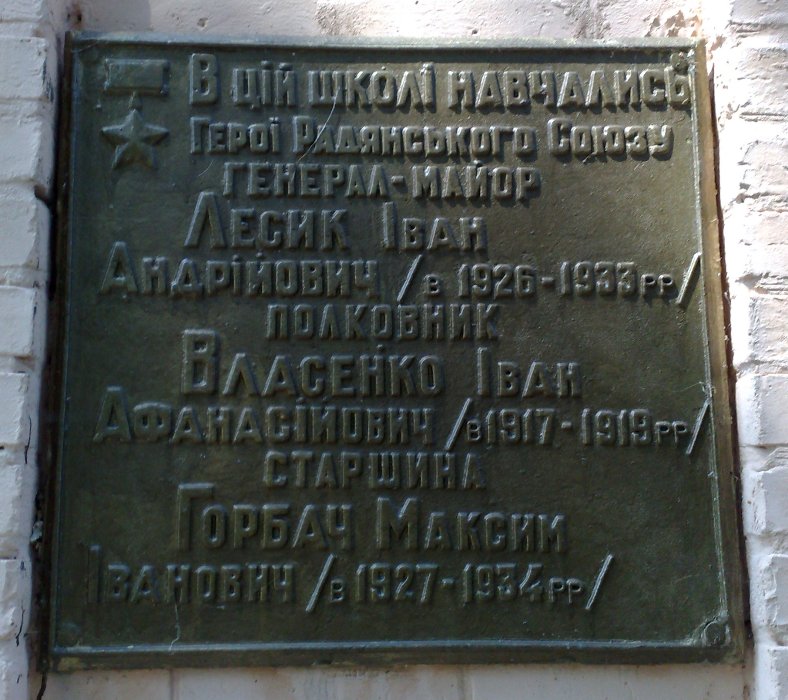 В ЦІЙ ШКОЛІ НАВЧАЛИСЬ
ГЕРОЇ РАДЯНСЬКОГО СОЮЗУ
ГЕНЕРАЛ-МАЙОР
ЛЕСИК ІВАН
АНДРІЙОВИЧ /В 1926-1933 РР/
ПОЛКОВНИК
ВЛАСЕНКО ІВАН
АФАНАСІЙОВИЧ /В 1917-1919 РР/
СТАРШИНА
ГОРБАЧ МАКСИМ
ІВАНОВИЧ /В 1927-1934 РР/